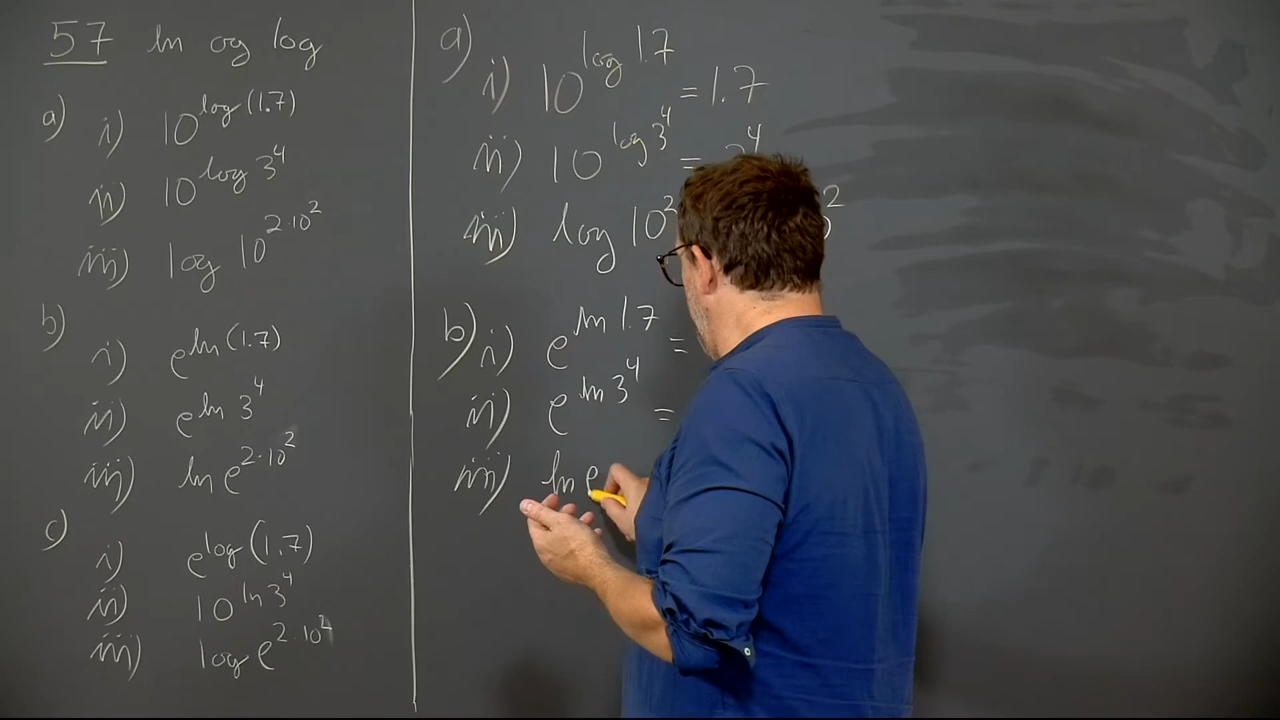 57 ln og log
a) i) 10^log(1.7)
ii) 10^log 3^4
iii) log 10^2·10^2
b) i) e^ln(1.7)
ii) e^ln 3^4
iii) ln e^2·10^2
c) i) e^log(1.7)
ii) 10^ln 3^4
iii) log e^2·10^2
a) i) 10^log 1.7 = 1.7
ii) 10^log 3^4 = 3^4
iii) log 10^2
b) i) e^ln 1.7 =
ii) e^ln 3^4 =
iii) ln e